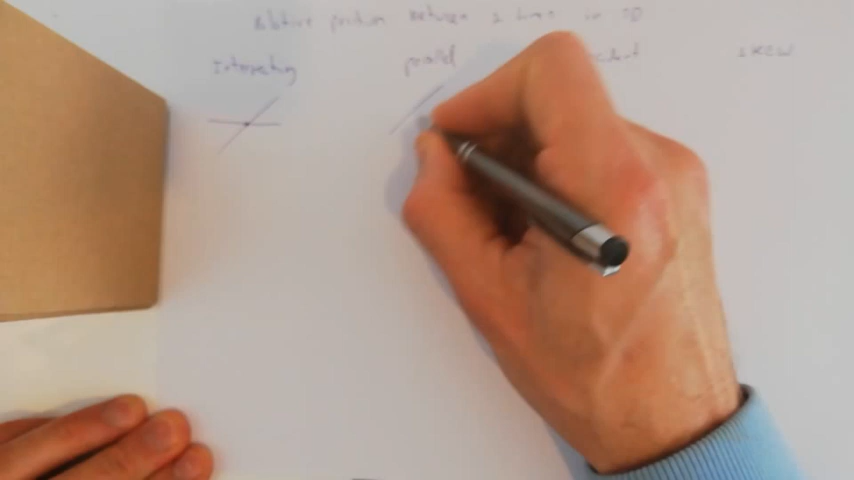 Relative position between 2 lines in 3D
Intersecting parallel skew